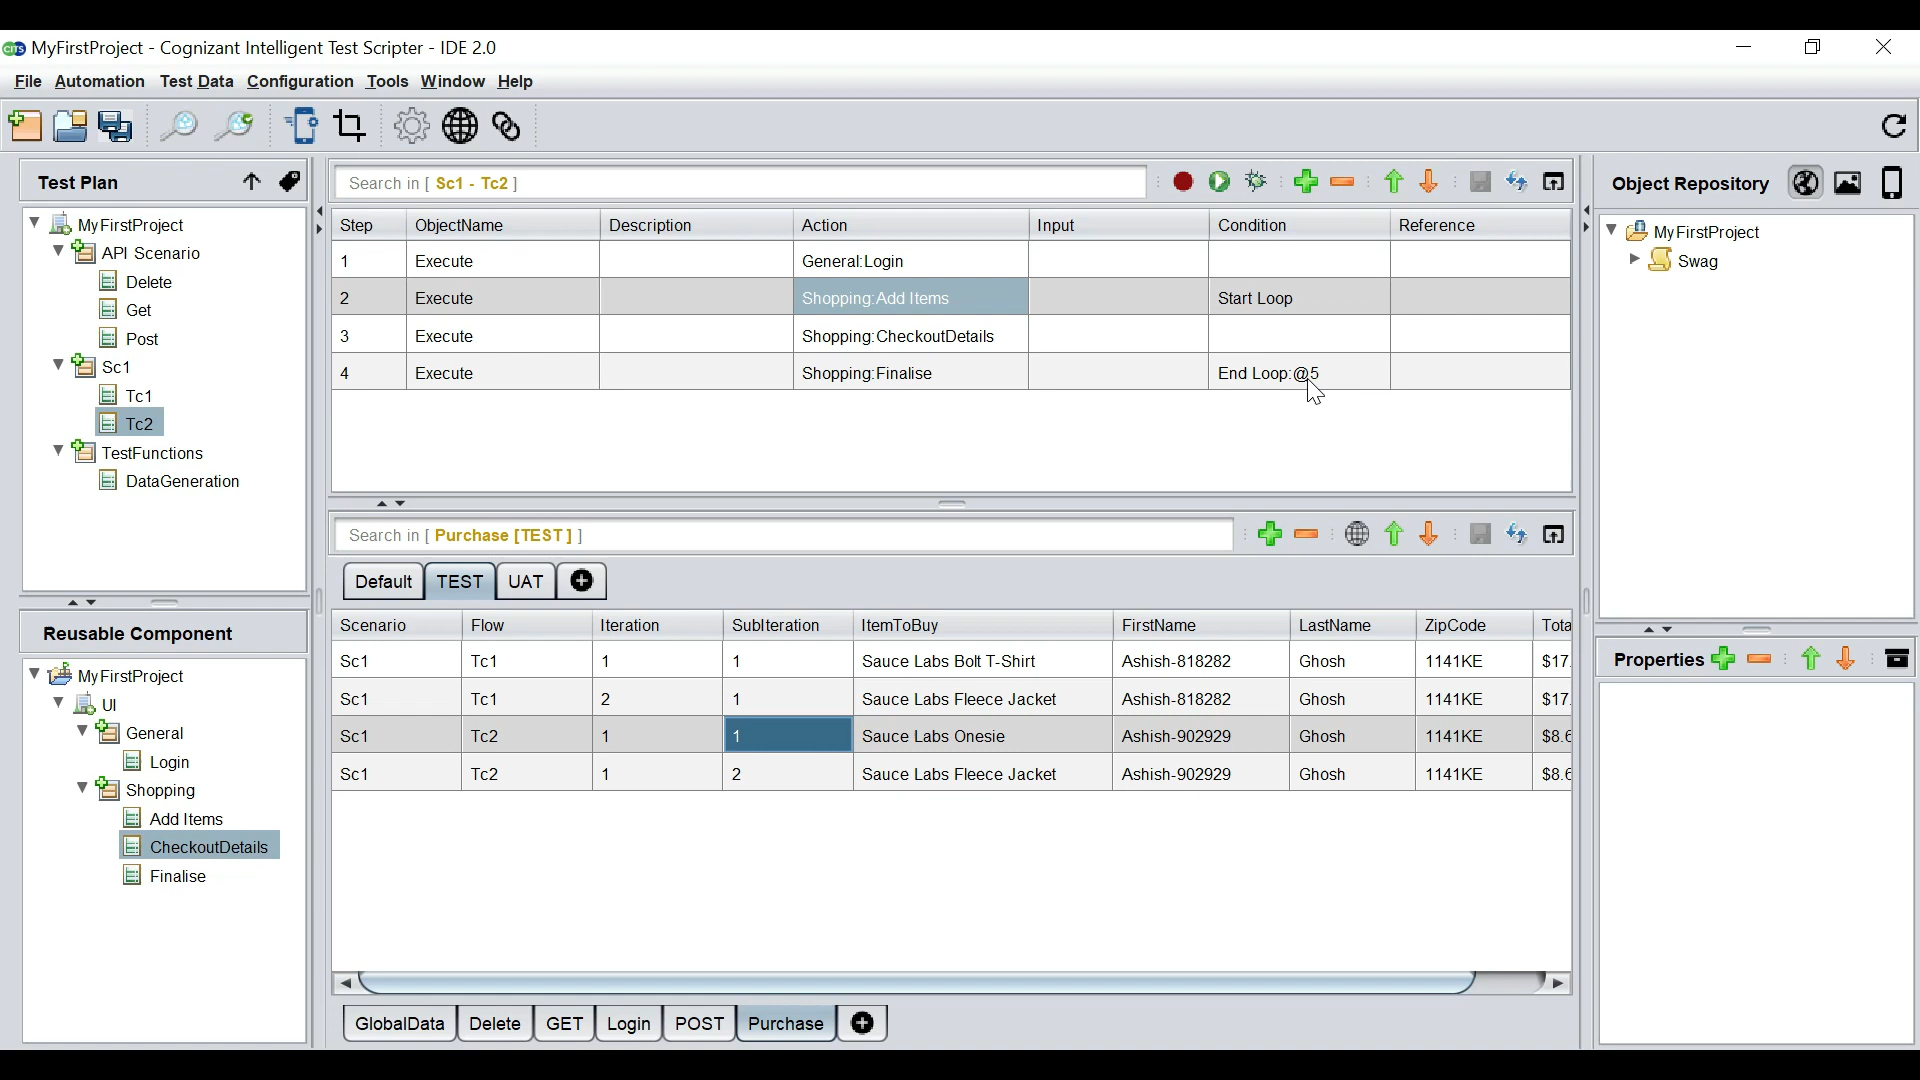 MyFirstProject - Cognizant Intelligent Test Scripter - IDE 2.0
File Automation Test Data Configuration Tools Window Help
Test Plan
MyFirstProject
API Scenario
Delete
Get
Post
Sc1
Tc1
Tc2
TestFunctions
DataGeneration
Reusable Component
MyFirstProject
UI
General
Login
Shopping
Add Items
CheckoutDetails
Finalise
Search in [ Sc1 - Tc2 ]
Step ObjectName Description Action Input Condition Reference
1 Execute General:Login
2 Execute Shopping:Add Items Start Loop
3 Execute Shopping:CheckoutDetails
4 Execute Shopping:Finalise End Loop:@5
Search in [ Purchase [TEST] ]
Default TEST UAT
Scenario Flow Iteration SubIteration ItemToBuy FirstName LastName ZipCode Tota
Sc1 Tc1 1 1 Sauce Labs Bolt T-Shirt Ashish-818282 Ghosh 1141KE $17.
Sc1 Tc1 2 1 Sauce Labs Fleece Jacket Ashish-818282 Ghosh 1141KE $17.
Sc1 Tc2 1 1 Sauce Labs Onesie Ashish-902929 Ghosh 1141KE $8.6
Sc1 Tc2 1 2 Sauce Labs Fleece Jacket Ashish-902929 Ghosh 1141KE $8.6
GlobalData Delete GET Login POST Purchase
Object Repository
MyFirstProject
Swag
Properties